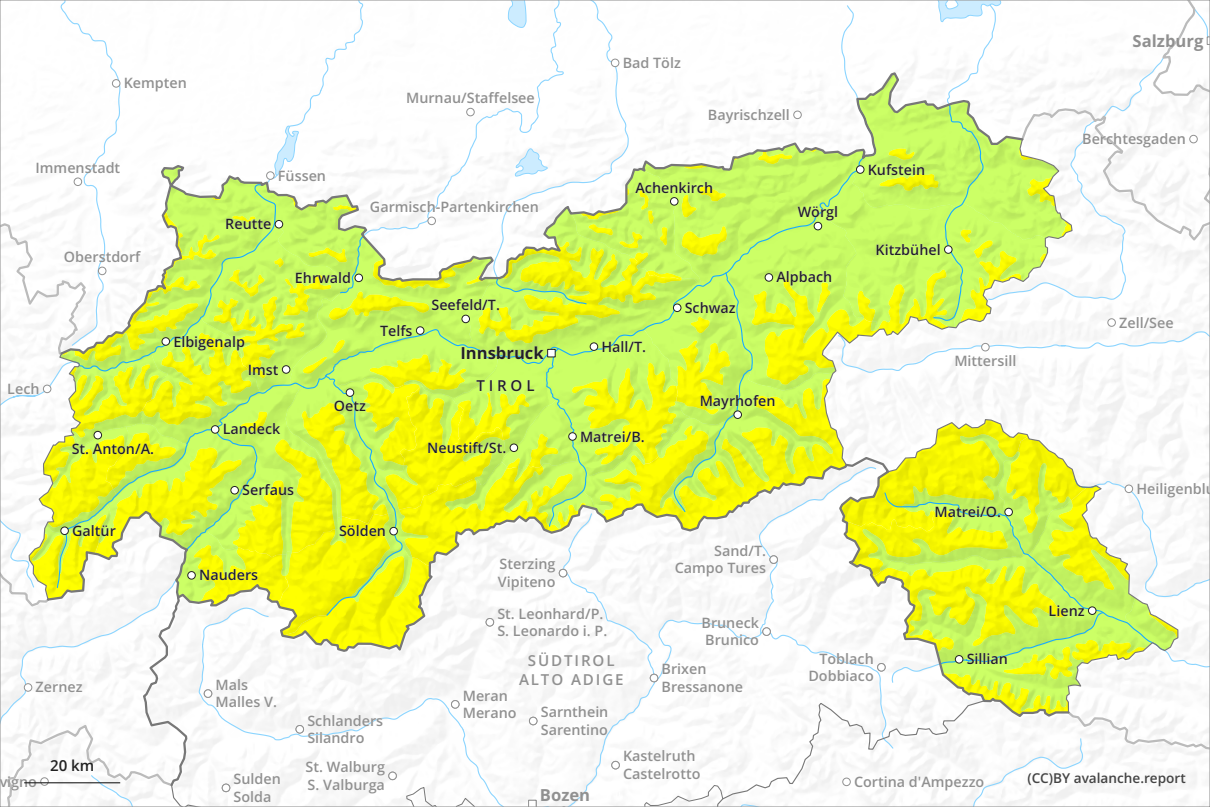 Salzburg
Bad Tölz
Kempten
Murnau/Staffelsee
Bayrischzell
Berchtesgaden
Immenstadt
Füssen
Kufstein
Achenkirch
Garmisch-Partenkirchen
Wörgl
Reutte
Kitzbühel
Oberstdorf
Ehrwald
Alpbach
Seefeld/T.
Schwaz
Zell/See
Telfs
Elbigenalp
Innsbruck
Hall/T.
Mittersill
Imst
TIROL
Lech
Oetz
Mayrhofen
Landeck
Matrei/B.
St. Anton/A.
Neustift/St.
Serfaus
Heiligenblu
Matrei/O.
Galtür
Sölden
Sand/T.
Campo Tures
Sterzing
Vipiteno
Nauders
Lienz
St. Leonhard/P.
S. Leonardo i. P.
Bruneck
Brunico
SÜDTIROL
ALTO ADIGE
Sillian
Toblach
Dobbiaco
Brixen
Bressanone
Zernez
Mals
Malles V.
Meran
Merano
Sarnthein
Sarentino
Schlanders
Silandro
Kastelruth
Castelrotto
20 km
St. Walburg
S. Valburga
Sulden
Solda
vigno
Cortina d'Ampezzo
(CC)BY avalanche.report
Bozen